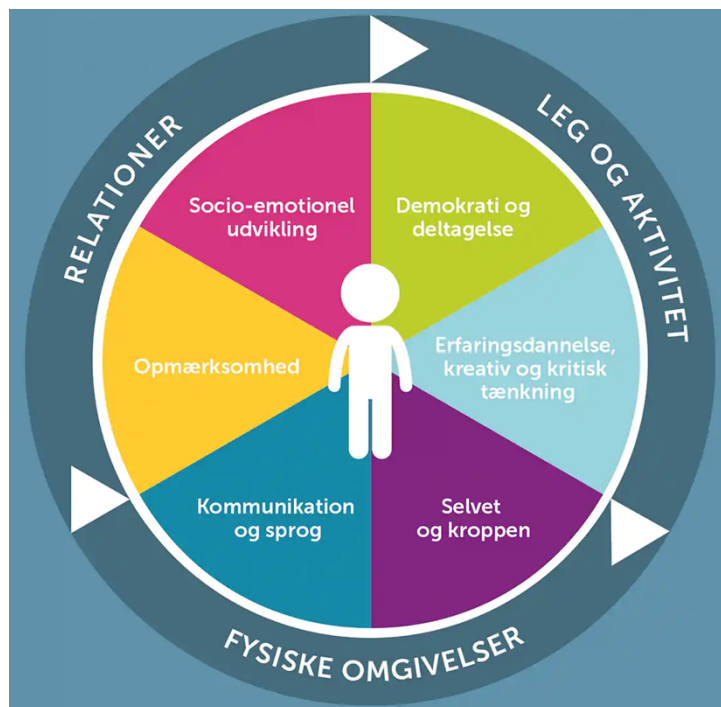 RELATIONER
LEG OG AKTIVITET
Socio-emotionel
udvikling
Demokrati og
deltagelse
Opmærksomhed
Erfaringsdannelse,
kreativ og kritisk
tænkning
Kommunikation
og sprog
Selvet
og kroppen
FYSISKE OMGIVELSER